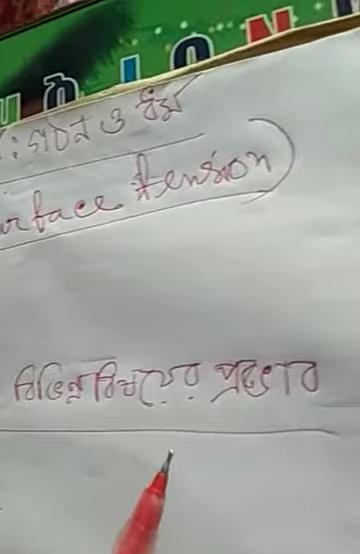 : গঠন ও ধর্ম
urface tension)
বিভিন্ন বিষয়ের প্রভাব